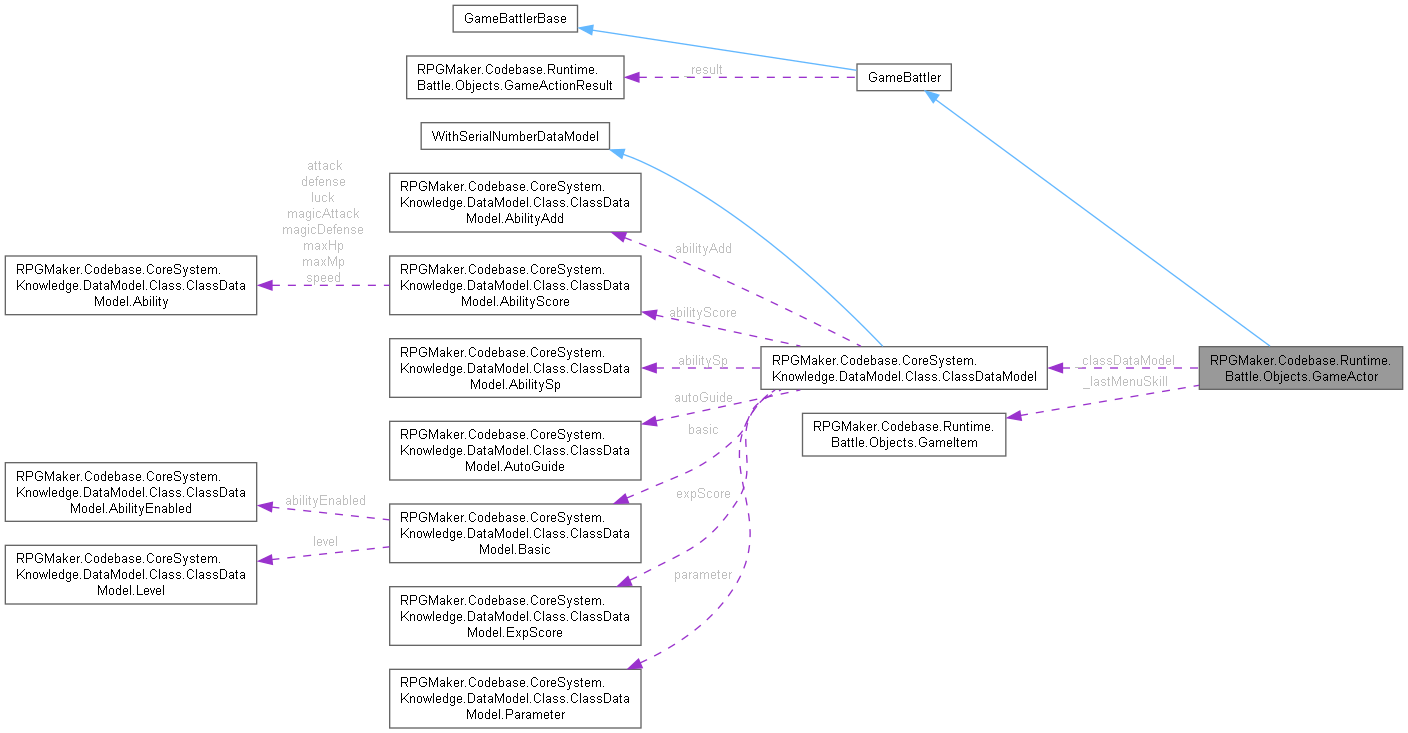 GameBattlerBase
RPGMaker.Codebase.Runtime.
Battle.Objects.GameActionResult
_result
GameBattler
WithSerialNumberDataModel
attack
defense
luck
magicAttack
magicDefense
maxHp
maxMp
speed
RPGMaker.Codebase.CoreSystem.
Knowledge.DataModel.Class.ClassData
Model.AbilityAdd
abilityAdd
RPGMaker.Codebase.CoreSystem.
Knowledge.DataModel.Class.ClassData
Model.Ability
RPGMaker.Codebase.CoreSystem.
Knowledge.DataModel.Class.ClassData
Model.AbilityScore
abilityScore
RPGMaker.Codebase.CoreSystem.
Knowledge.DataModel.Class.ClassData
Model.AbilitySp
abilitySp
RPGMaker.Codebase.CoreSystem.
Knowledge.DataModel.Class.ClassDataModel
_classDataModel
_lastMenuSkill
RPGMaker.Codebase.Runtime.
Battle.Objects.GameActor
RPGMaker.Codebase.Runtime.
Battle.Objects.GameItem
autoGuide
basic
RPGMaker.Codebase.CoreSystem.
Knowledge.DataModel.Class.ClassData
Model.AutoGuide
RPGMaker.Codebase.CoreSystem.
Knowledge.DataModel.Class.ClassData
Model.AbilityEnabled
abilityEnabled
level
expScore
RPGMaker.Codebase.CoreSystem.
Knowledge.DataModel.Class.ClassData
Model.Basic
RPGMaker.Codebase.CoreSystem.
Knowledge.DataModel.Class.ClassData
Model.Level
parameter
RPGMaker.Codebase.CoreSystem.
Knowledge.DataModel.Class.ClassData
Model.ExpScore
RPGMaker.Codebase.CoreSystem.
Knowledge.DataModel.Class.ClassData
Model.Parameter